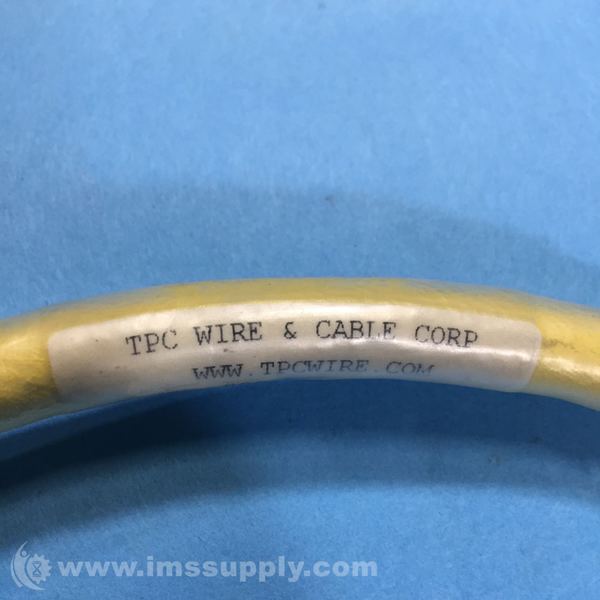 TPC WIRE & CABLE CORP
WWW.TPCWIRE.COM
www.imssupply.com